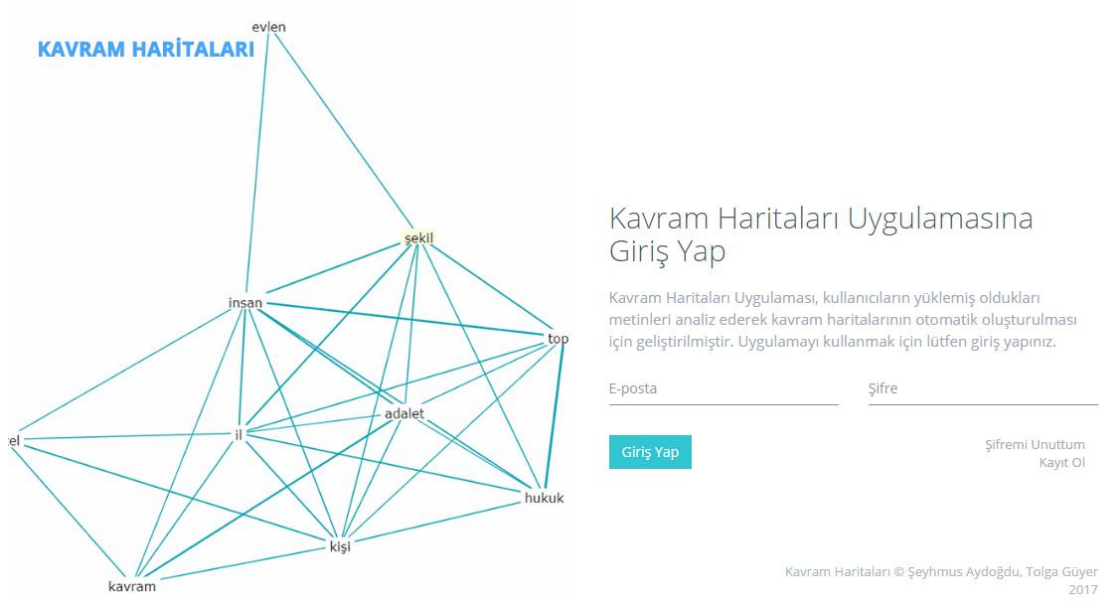 evlen
KAVRAM HARİTALARI
şekil
insan
top
adalet
il
el
hukuk
kişi
kavram
Kavram Haritaları Uygulamasına
Giriş Yap
Kavram Haritaları Uygulaması, kullanıcıların yüklemiş oldukları
metinleri analiz ederek kavram haritalarının otomatik oluşturulması
için geliştirilmiştir. Uygulamayı kullanmak için lütfen giriş yapınız.
E-posta
Şifre
Giriş Yap
Şifremi Unuttum
Kayıt Ol
Kavram Haritaları © Şeyhmus Aydoğdu, Tolga Güyer
2017